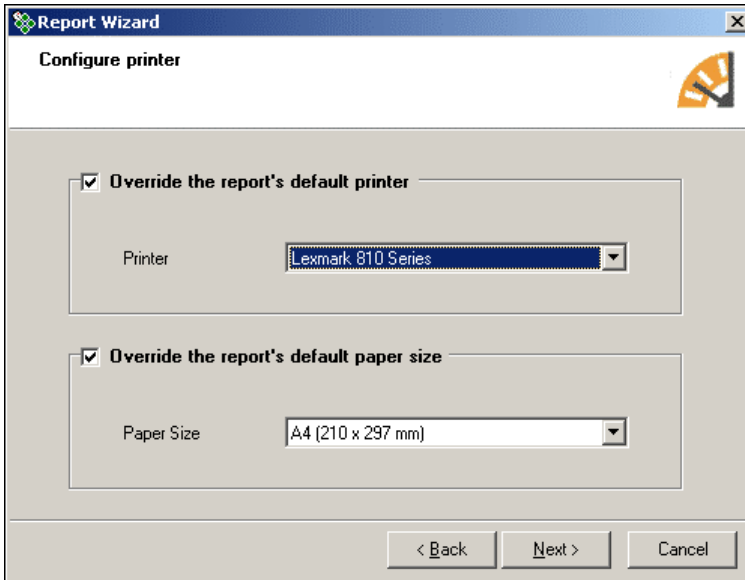 Report Wizard
Configure printer
Override the report's default printer
Printer
Lexmark 810 Series
Override the report's default paper size
Paper Size
A4 (210 x 297 mm)
< Back
Next >
Cancel